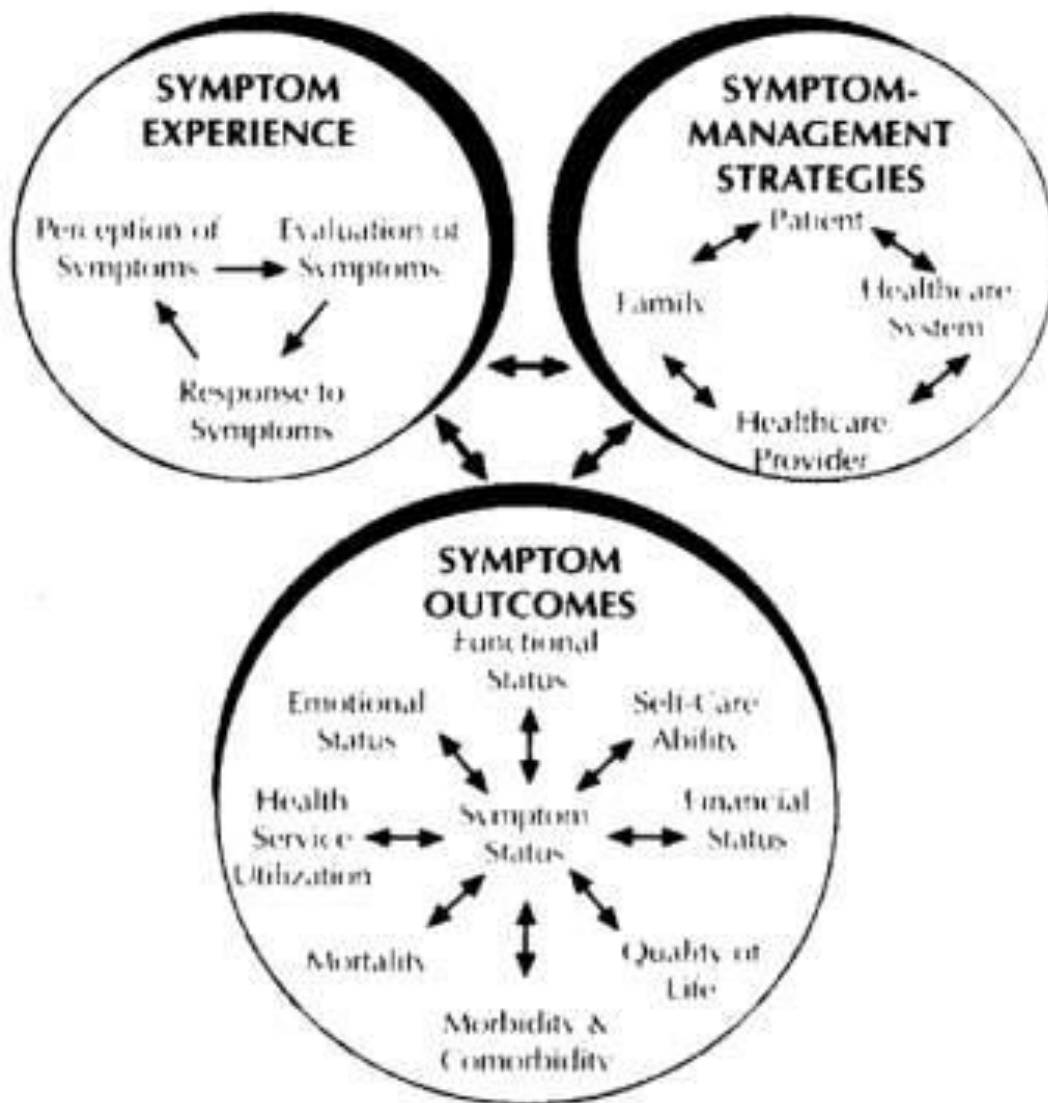 SYMPTOM
EXPERIENCE
Perception of
Symptoms
Evaluation of
Symptoms
Response to
Symptoms
SYMPTOM-
MANAGEMENT
STRATEGIES
Patient
Family
Healthcare
System
Healthcare
Provider
SYMPTOM
OUTCOMES
Functional
Status
Emotional
Status
Self-Care
Ability
Health
Service
Utilization
Symptom
Status
Financial
Status
Mortality
Quality of
Life
Morbidity &
Comorbidity